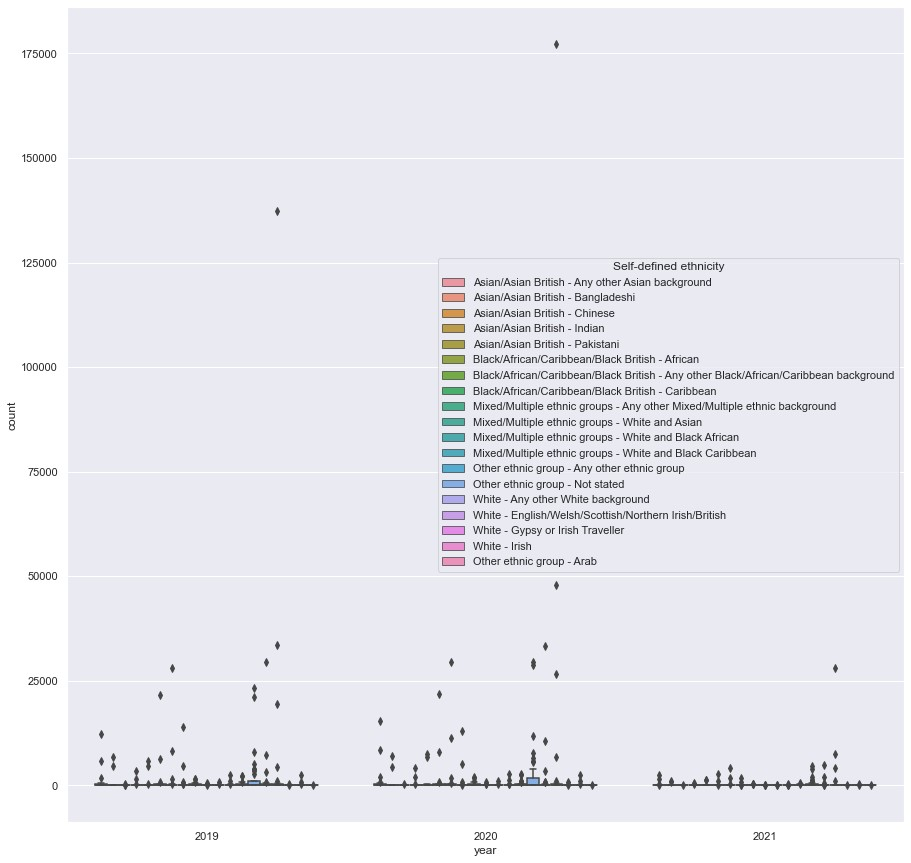 175000
150000
125000
100000
75000
50000
25000
0
count
Self-defined ethnicity
Asian/Asian British - Any other Asian background
Asian/Asian British - Bangladeshi
Asian/Asian British - Chinese
Asian/Asian British - Indian
Asian/Asian British - Pakistani
Black/African/Caribbean/Black British - African
Black/African/Caribbean/Black British - Any other Black/African/Caribbean background
Black/African/Caribbean/Black British - Caribbean
Mixed/Multiple ethnic groups - Any other Mixed/Multiple ethnic background
Mixed/Multiple ethnic groups - White and Asian
Mixed/Multiple ethnic groups - White and Black African
Mixed/Multiple ethnic groups - White and Black Caribbean
Other ethnic group - Any other ethnic group
Other ethnic group - Not stated
White - Any other White background
White - English/Welsh/Scottish/Northern Irish/British
White - Gypsy or Irish Traveller
White - Irish
Other ethnic group - Arab
2019 2020 2021
year